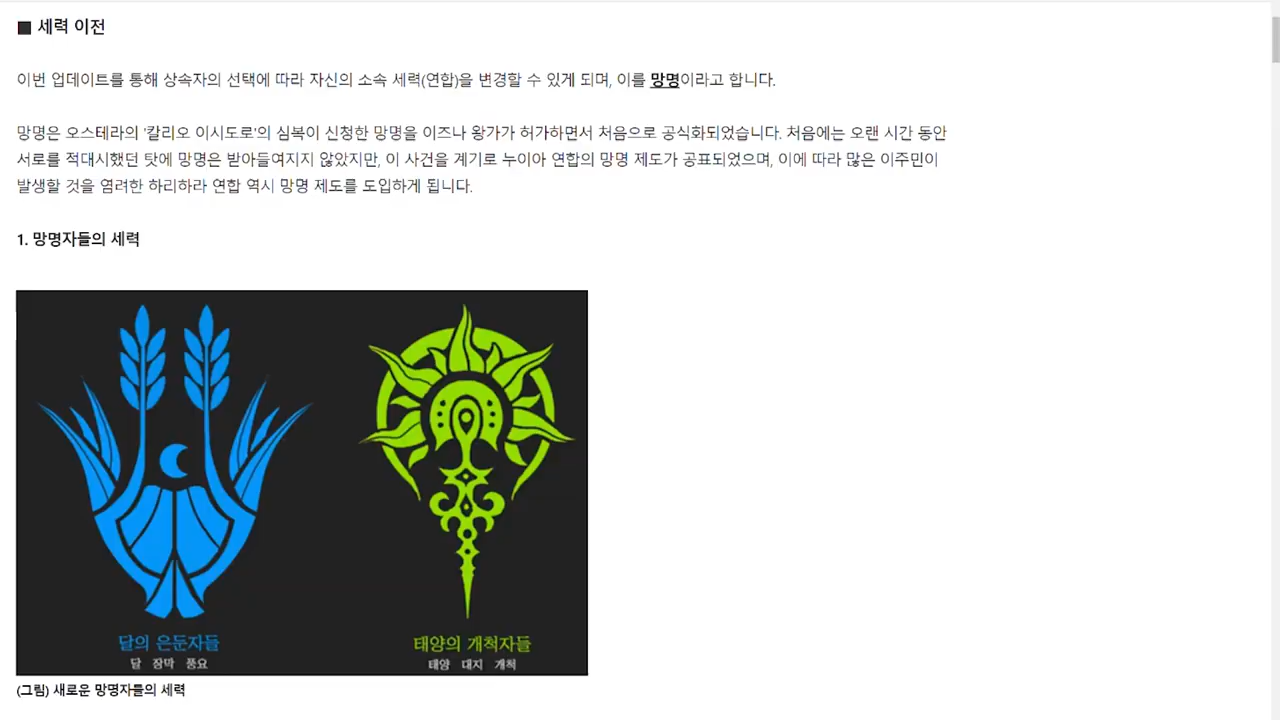 ■ 세력 이전
이번 업데이트를 통해 상속자의 선택에 따라 자신의 소속 세력(연합)을 변경할 수 있게 되며, 이를 망명이라고 합니다.
망명은 오스테라의 '칼리오 이시도로'의 심복이 신청한 망명을 이즈나 왕가가 허가하면서 처음으로 공식화되었습니다. 처음에는 오랜 시간 동안
서로를 적대시했던 탓에 망명은 받아들여지지 않았지만, 이 사건을 계기로 누이아 연합의 망명 제도가 공표되었으며, 이에 따라 많은 이주민이
발생할 것을 염려한 하리하라 연합 역시 망명 제도를 도입하게 됩니다.
1. 망명자들의 세력
달의 은둔자들
달 장막 풍요
태양의 개척자들
태양 대지 개척
(그림) 새로운 망명자들의 세력